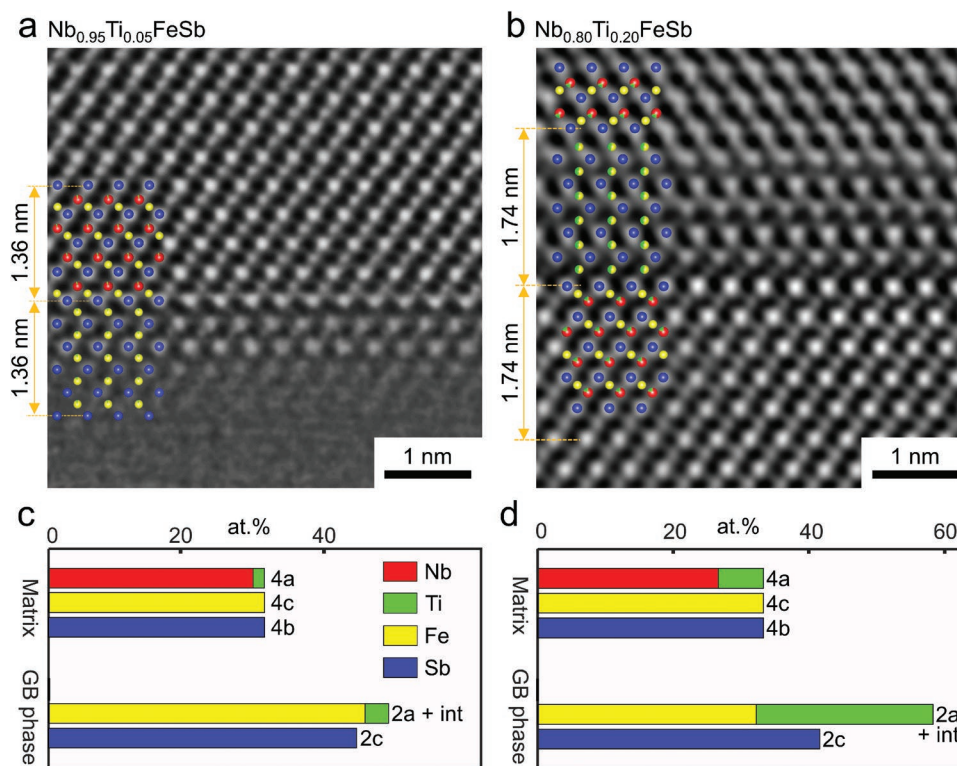 a Nb₀.₉₅Ti₀.₀₅FeSb
1.36 nm
1.36 nm
1 nm
b Nb₀.₈₀Ti₀.₂₀FeSb
1.74 nm
1.74 nm
1 nm
c
0 20 at.% 40
Matrix
4a
4c
4b
Nb
Ti
Fe
Sb
GB phase
2a + int
2c
d
0 20 at.% 40 60
Matrix
4a
4c
4b
GB phase
2a
+ int
2c